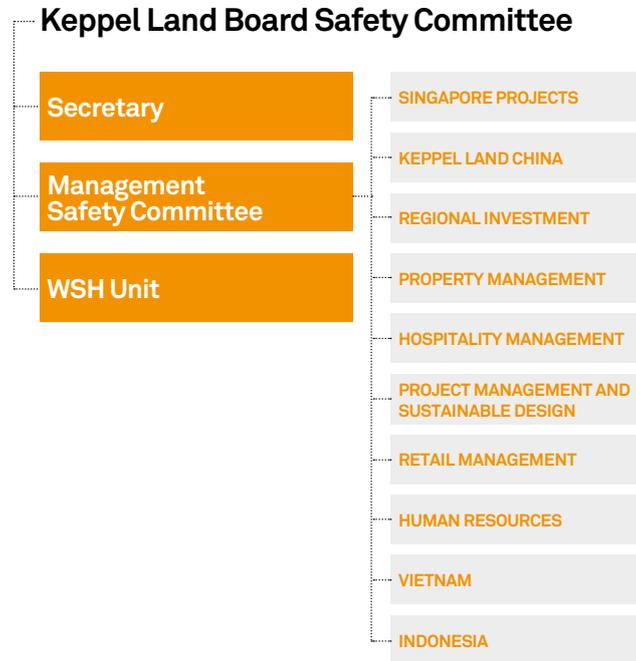 Keppel Land Board Safety Committee
Secretary
Management
Safety Committee
WSH Unit
SINGAPORE PROJECTS
KEPPEL LAND CHINA
REGIONAL INVESTMENT
PROPERTY MANAGEMENT
HOSPITALITY MANAGEMENT
PROJECT MANAGEMENT AND
SUSTAINABLE DESIGN
RETAIL MANAGEMENT
HUMAN RESOURCES
VIETNAM
INDONESIA